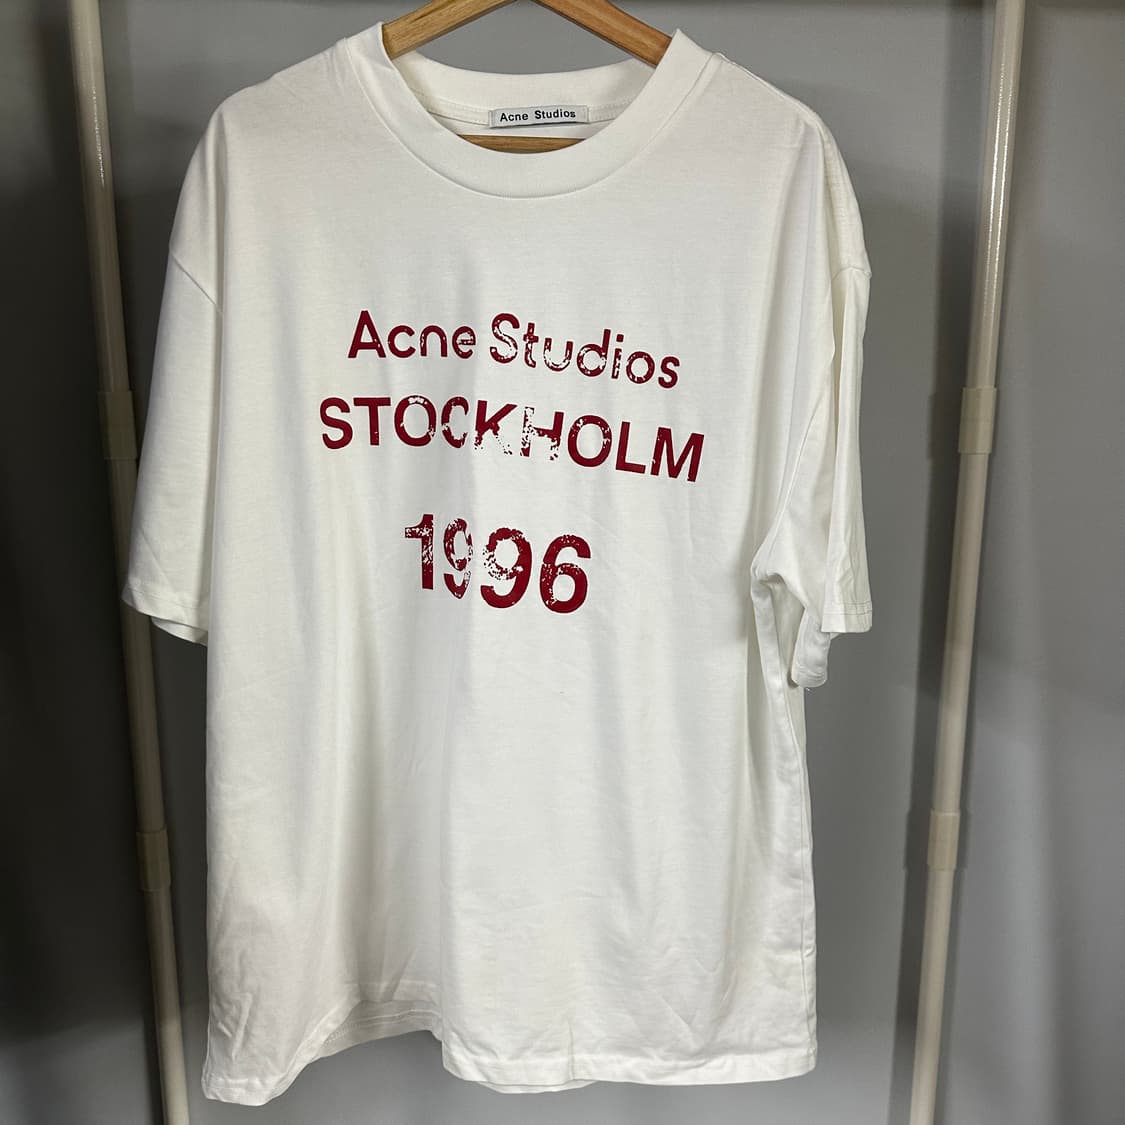 Acne Studios
Acne Studios
STOCKHOLM
1996